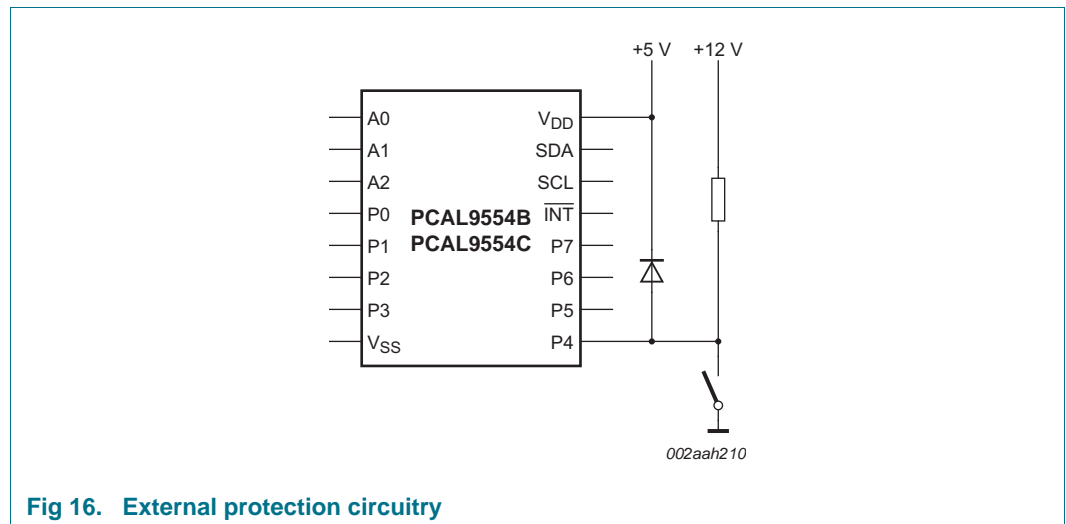 +5 V +12 V
A0 VDD
A1 SDA
A2 SCL
P0 PCAL9554B INT
P1 PCAL9554C P7
P2 P6
P3 P5
VSS P4
002aah210
Fig 16. External protection circuitry